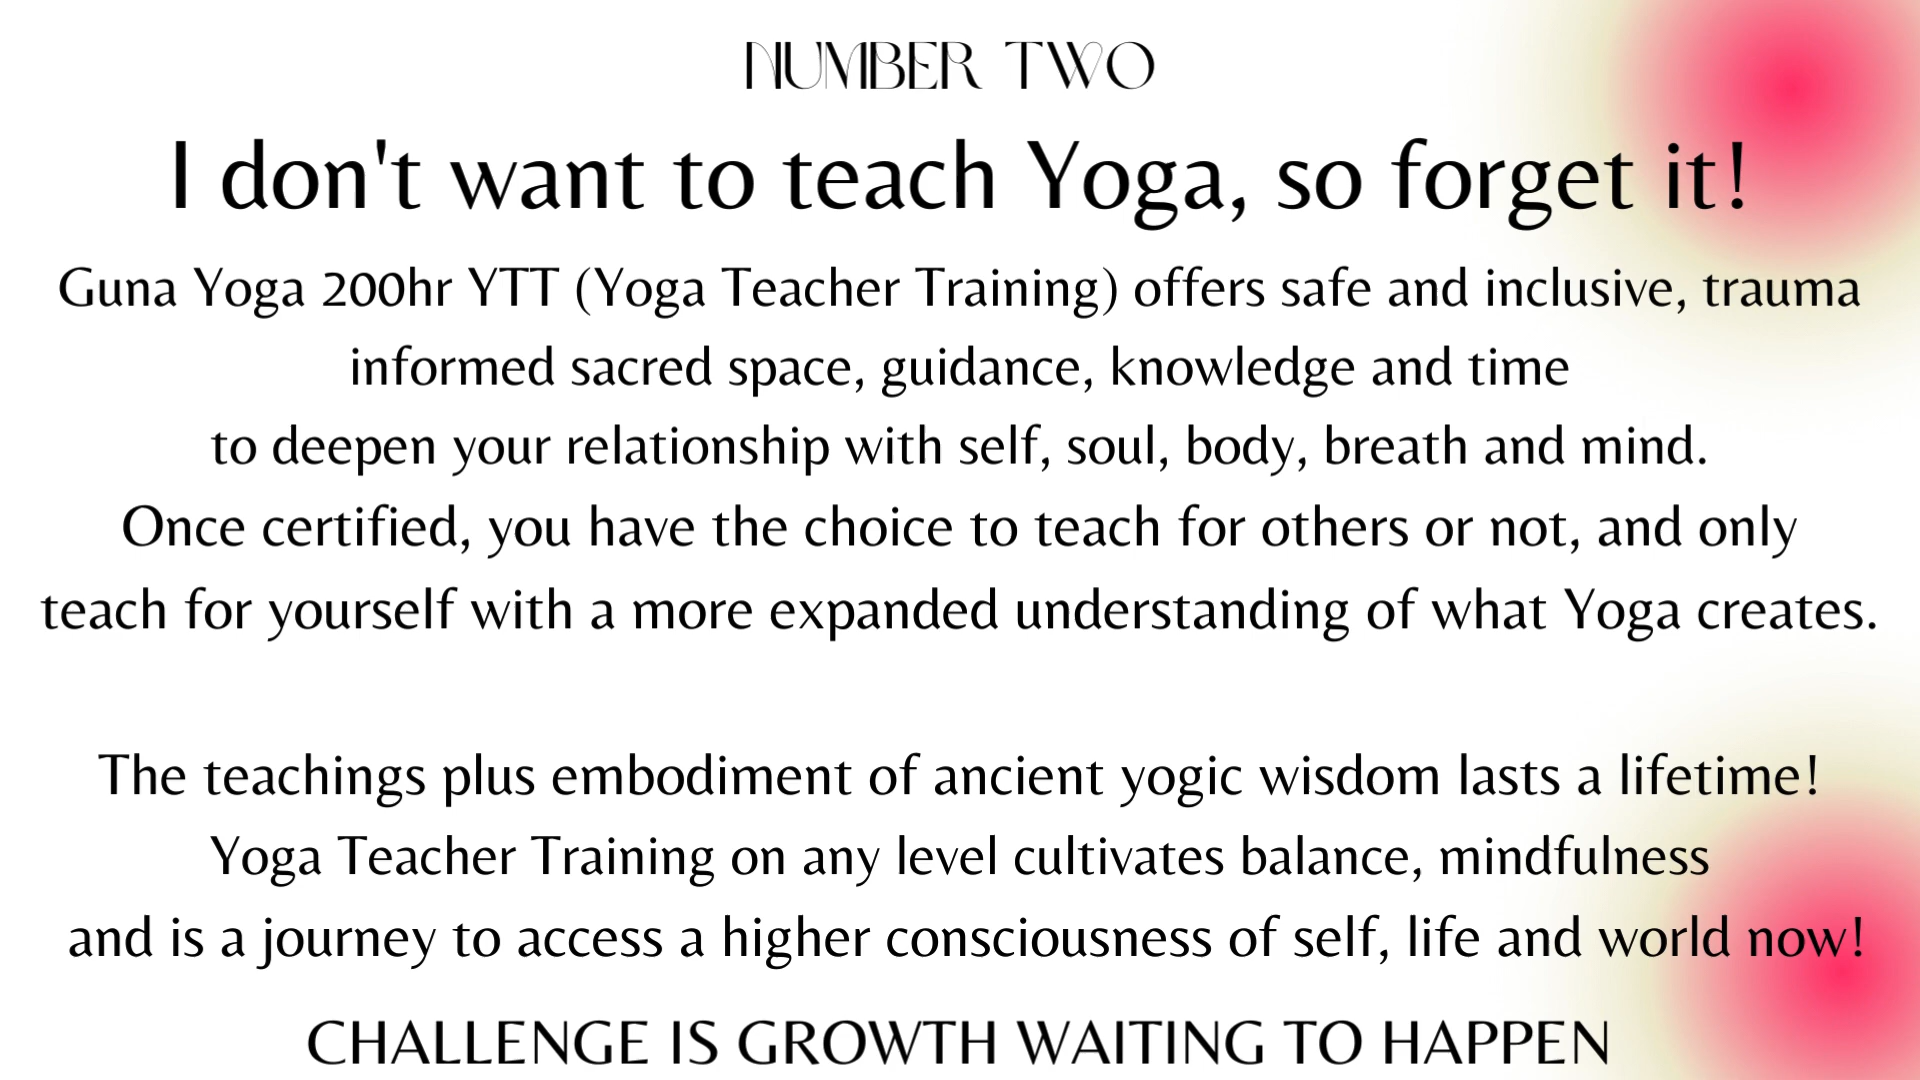 NUMBER TWO
I don't want to teach Yoga, so forget it!
Guna Yoga 200hr YTT (Yoga Teacher Training) offers safe and inclusive, trauma
informed sacred space, guidance, knowledge and time
to deepen your relationship with self, soul, body, breath and mind.
Once certified, you have the choice to teach for others or not, and only
teach for yourself with a more expanded understanding of what Yoga creates.
The teachings plus embodiment of ancient yogic wisdom lasts a lifetime!
Yoga Teacher Training on any level cultivates balance, mindfulness
and is a journey to access a higher consciousness of self, life and world now!
CHALLENGE IS GROWTH WAITING TO HAPPEN